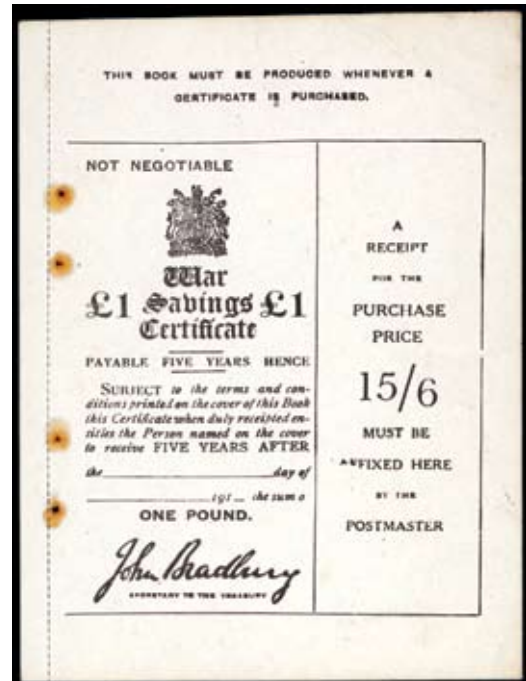 THIS BOOK MUST BE PRODUCED WHENEVER A
CERTIFICATE IS PURCHASED.
NOT NEGOTIABLE
War
£1 Savings £1
Certificate
PAYABLE FIVE YEARS HENCE
SUBJECT to the terms and con-
ditions printed on the cover of this Book
this Certificate when duly receipted en-
titles the Person named on the cover
to receive FIVE YEARS AFTER
the day of
191 the sum o
ONE POUND.
John Bradbury
SECRETARY TO THE TREASURY
A
RECEIPT
FOR THE
PURCHASE
PRICE
15/6
MUST BE
AFFIXED HERE
BY THE
POSTMASTER